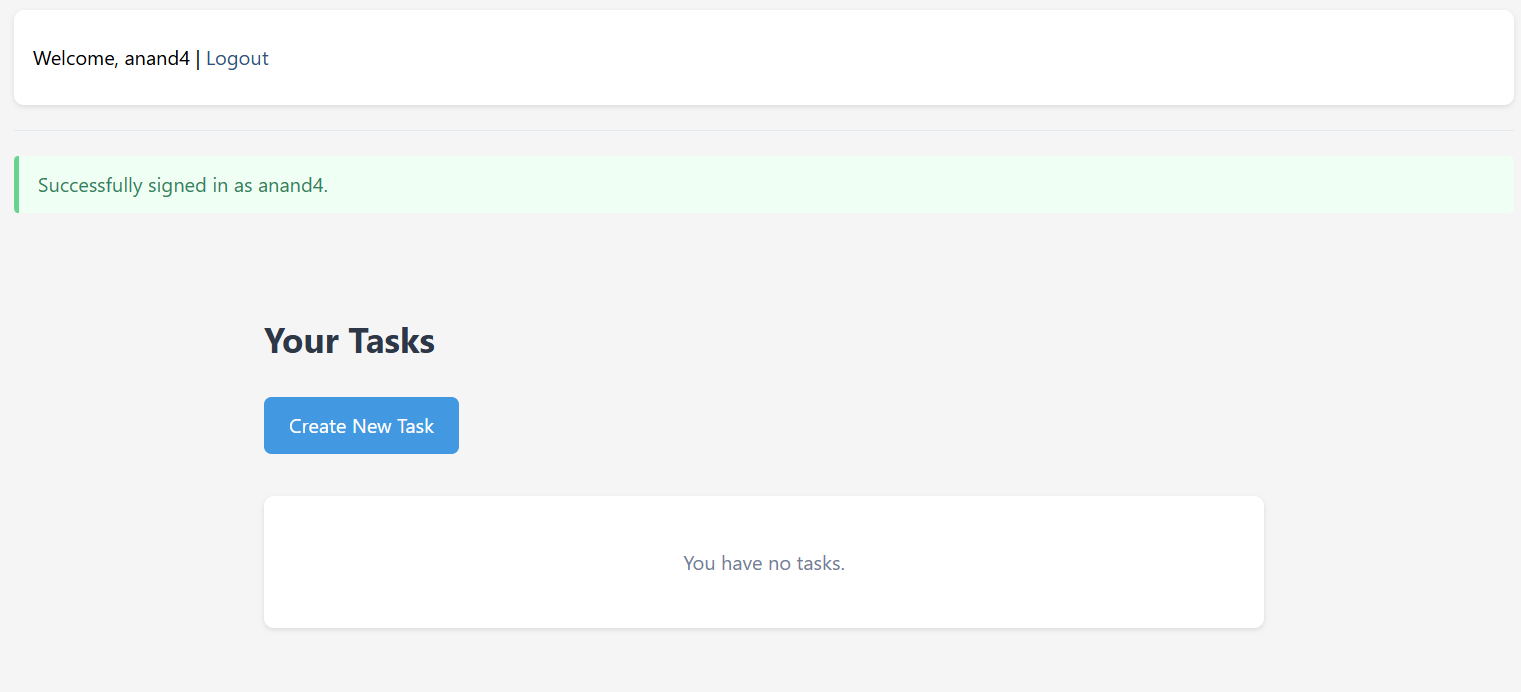 Welcome, anand4 | Logout
Successfully signed in as anand4.
Your Tasks
Create New Task
You have no tasks.